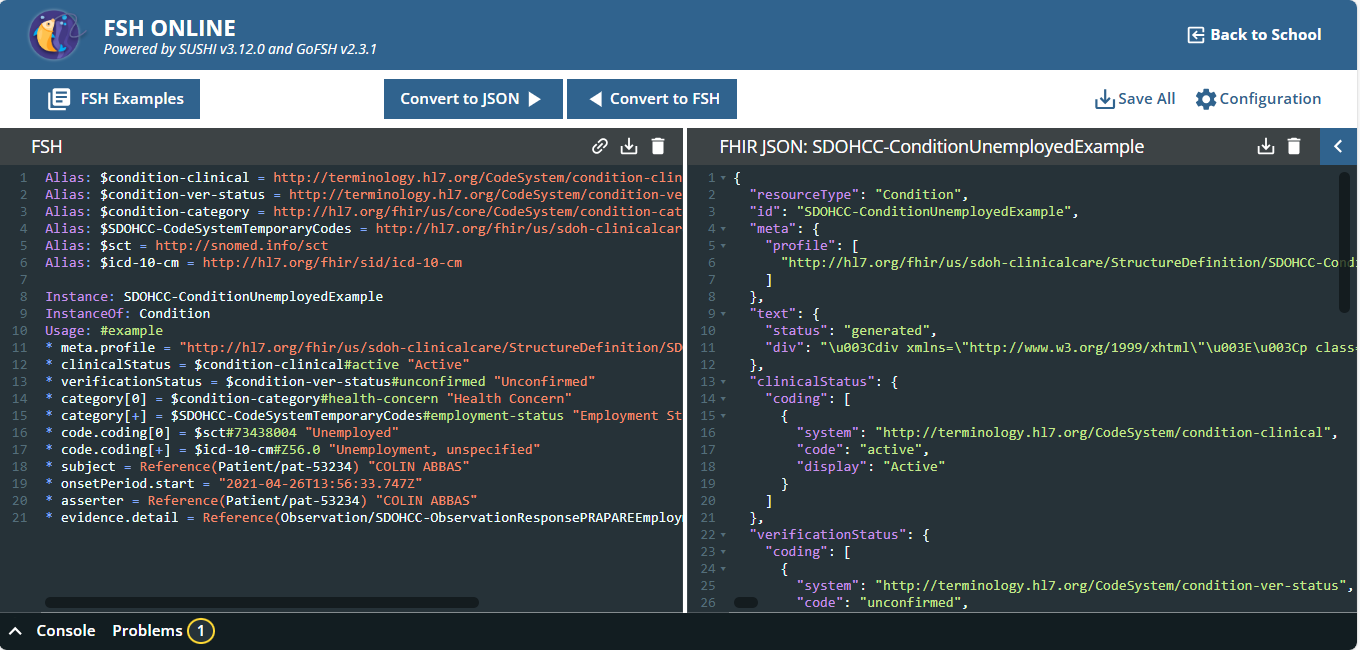 FSH ONLINE
Powered by SUSHI v3.12.0 and GoFSH v2.3.1
Back to School
FSH Examples
Convert to JSON
Convert to FSH
Save All
Configuration
FSH
1 Alias: $condition-clinical = http://terminology.hl7.org/CodeSystem/condition-clin
2 Alias: $condition-ver-status = http://terminology.hl7.org/CodeSystem/condition-ve
3 Alias: $condition-category = http://hl7.org/fhir/us/core/CodeSystem/condition-cat
4 Alias: $SDOHCC-CodeSystemTemporaryCodes = http://hl7.org/fhir/us/sdoh-clinicalcar
5 Alias: $sct = http://snomed.info/sct
6 Alias: $icd-10-cm = http://hl7.org/fhir/sid/icd-10-cm
7
8 Instance: SDOHCC-ConditionUnemployedExample
9 InstanceOf: Condition
10 Usage: #example
11 * meta.profile = "http://hl7.org/fhir/us/sdoh-clinicalcare/StructureDefinition/SD
12 * clinicalStatus = $condition-clinical#active "Active"
13 * verificationStatus = $condition-ver-status#unconfirmed "Unconfirmed"
14 * category[0] = $condition-category#health-concern "Health Concern"
15 * category[+] = $SDOHCC-CodeSystemTemporaryCodes#employment-status "Employment St
16 * code.coding[0] = $sct#73438004 "Unemployed"
17 * code.coding[+] = $icd-10-cm#Z56.0 "Unemployment, unspecified"
18 * subject = Reference(Patient/pat-53234) "COLIN ABBAS"
19 * onsetPeriod.start = "2021-04-26T13:56:33.747Z"
20 * asserter = Reference(Patient/pat-53234) "COLIN ABBAS"
21 * evidence.detail = Reference(Observation/SDOHCC-ObservationResponsePRAPAREEmploy
FHIR JSON: SDOHCC-ConditionUnemployedExample
1 {
2 "resourceType": "Condition",
3 "id": "SDOHCC-ConditionUnemployedExample",
4 "meta": {
5 "profile": [
6 "http://hl7.org/fhir/us/sdoh-clinicalcare/StructureDefinition/SDOHCC-Condi
7 ]
8 },
9 "text": {
10 "status": "generated",
11 "div": "\u003Cdiv xmlns=\"http://www.w3.org/1999/xhtml\"\u003E\u003Cp class=
12 },
13 "clinicalStatus": {
14 "coding": [
15 {
16 "system": "http://terminology.hl7.org/CodeSystem/condition-clinical",
17 "code": "active",
18 "display": "Active"
19 }
20 ]
21 },
22 "verificationStatus": {
23 "coding": [
24 {
25 "system": "http://terminology.hl7.org/CodeSystem/condition-ver-status",
26 "code": "unconfirmed",
Console
Problems 1